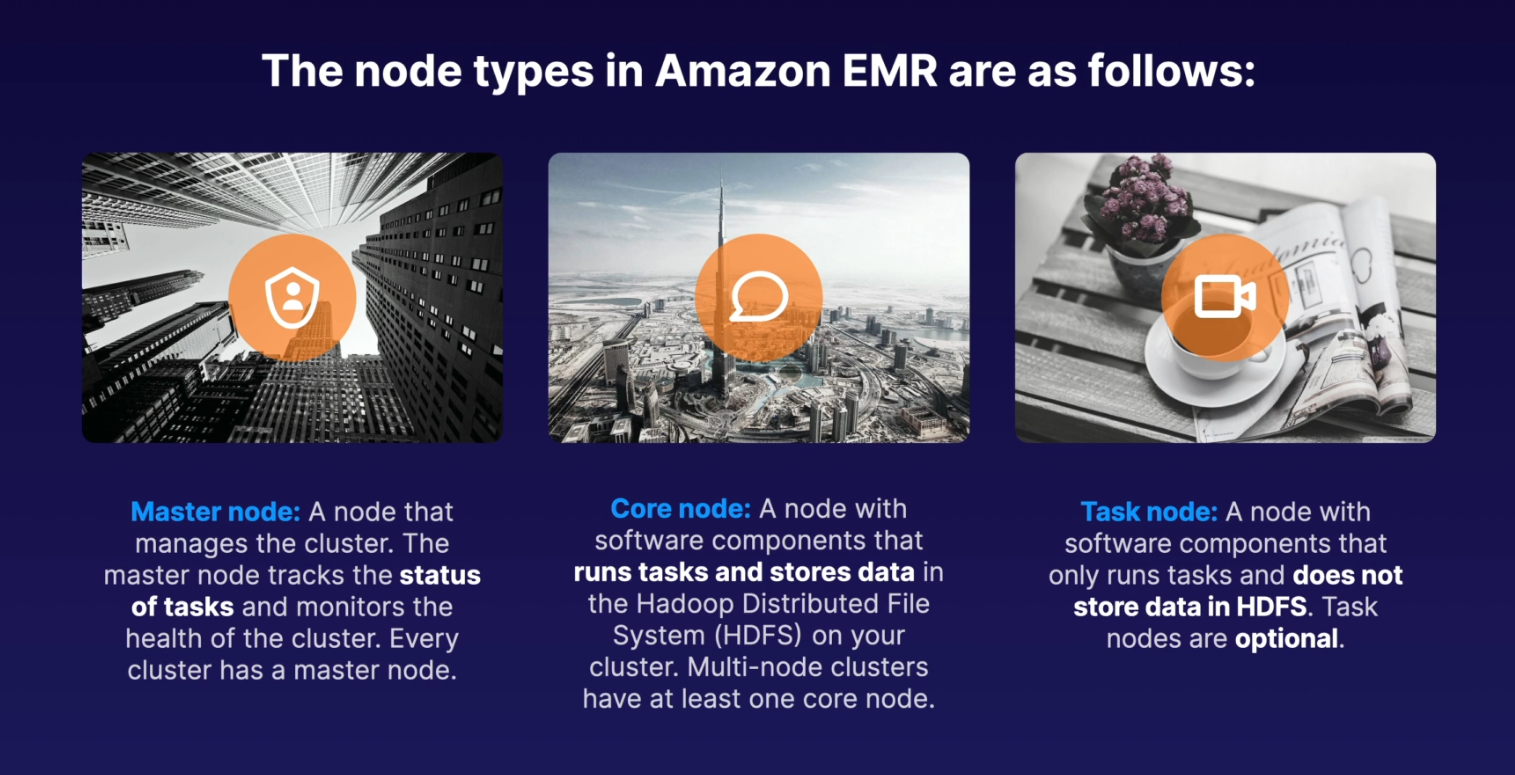 The node types in Amazon EMR are as follows:
Master node: A node that
manages the cluster. The
master node tracks the status
of tasks and monitors the
health of the cluster. Every
cluster has a master node.
Core node: A node with
software components that
runs tasks and stores data in
the Hadoop Distributed File
System (HDFS) on your
cluster. Multi-node clusters
have at least one core node.
Task node: A node with
software components that
only runs tasks and does not
store data in HDFS. Task
nodes are optional.